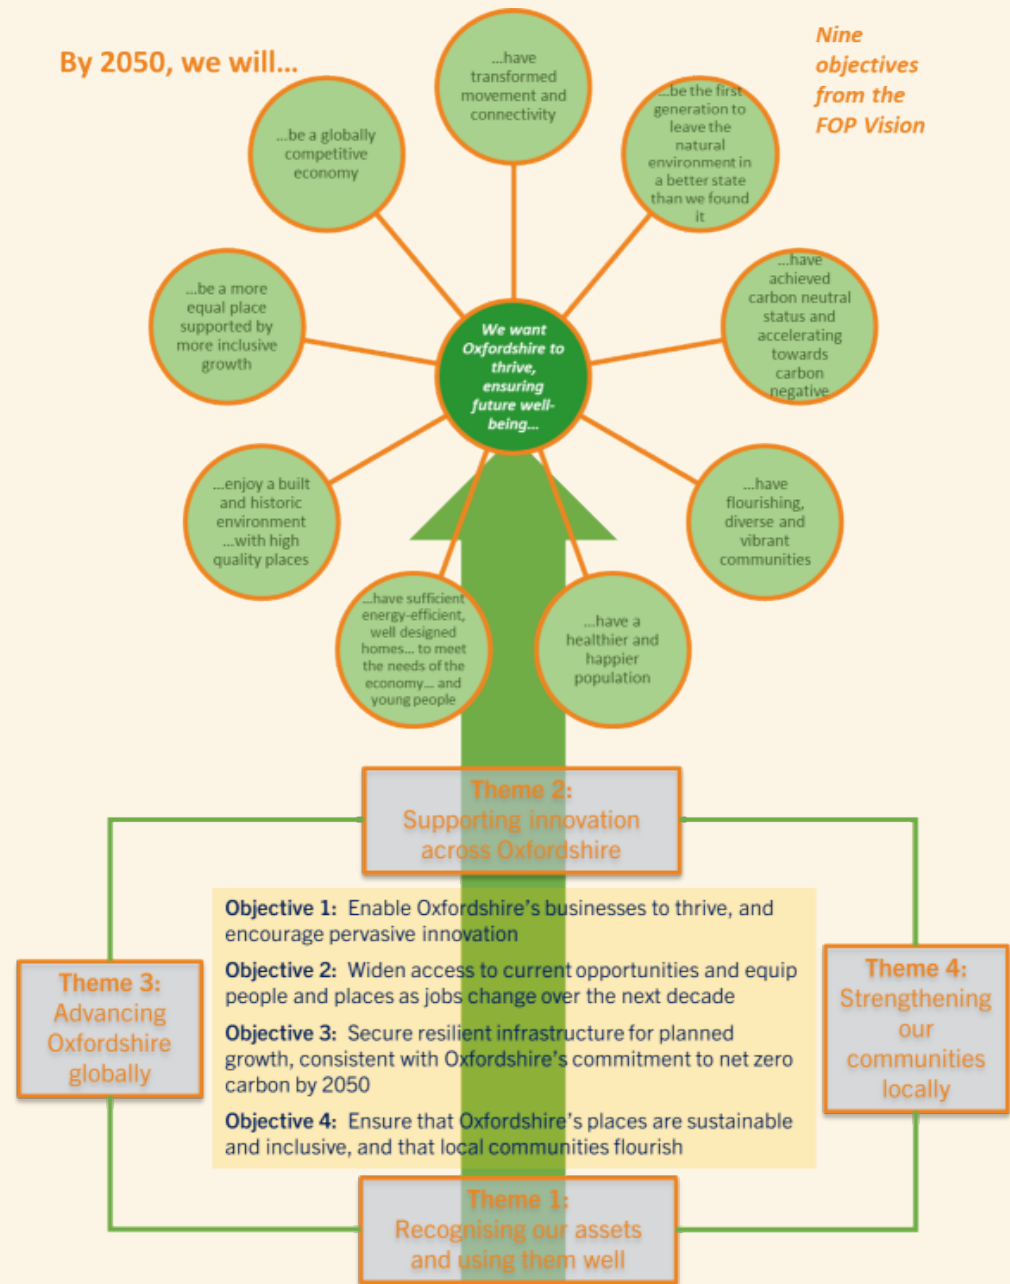 By 2050, we will...
Nine
objectives
from the
FOP Vision
...have
transformed
movement and
connectivity
...be the first
generation to
leave the
natural
environment in
a better state
than we found
it
...have
achieved
carbon neutral
status and
accelerating
towards
carbon
negative
...have
flourishing,
diverse and
vibrant
communities
...have a
healthier and
happier
population
...have sufficient
energy-efficient,
well designed
homes... to meet
the needs of the
economy... and
young people
...enjoy a built
and historic
environment
...with high
quality places
...be a more
equal place
supported by
more inclusive
growth
...be a globally
competitive
economy
We want
Oxfordshire to
thrive,
ensuring
future well-
being...
Theme 2:
Supporting innovation
across Oxfordshire
Theme 3:
Advancing
Oxfordshire
globally
Objective 1: Enable Oxfordshire's businesses to thrive, and
encourage pervasive innovation
Objective 2: Widen access to current opportunities and equip
people and places as jobs change over the next decade
Objective 3: Secure resilient infrastructure for planned
growth, consistent with Oxfordshire's commitment to net zero
carbon by 2050
Objective 4: Ensure that Oxfordshire's places are sustainable
and inclusive, and that local communities flourish
Theme 4:
Strengthening
our
communities
locally
Theme 1:
Recognising our assets
and using them well